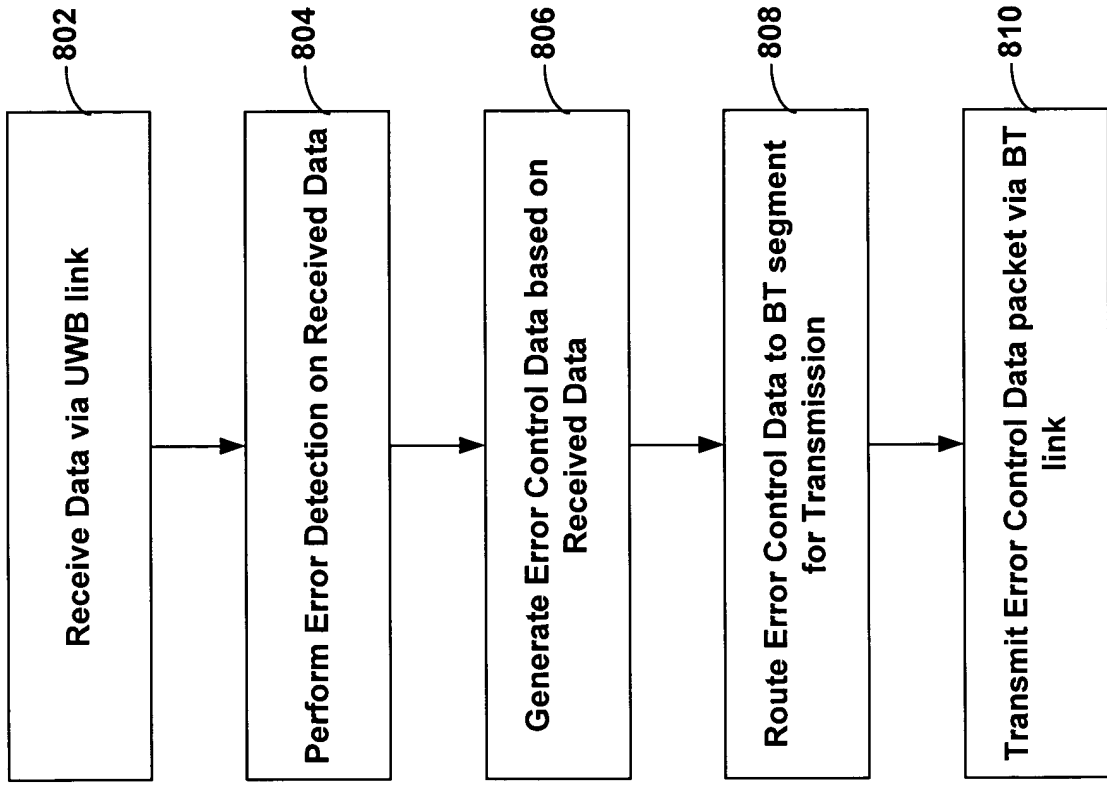 Receive Data via UWB link
802
Perform Error Detection on Received Data
804
Generate Error Control Data based on
Received Data
806
Route Error Control Data to BT segment
for Transmission
808
Transmit Error Control Data packet via BT
link
810